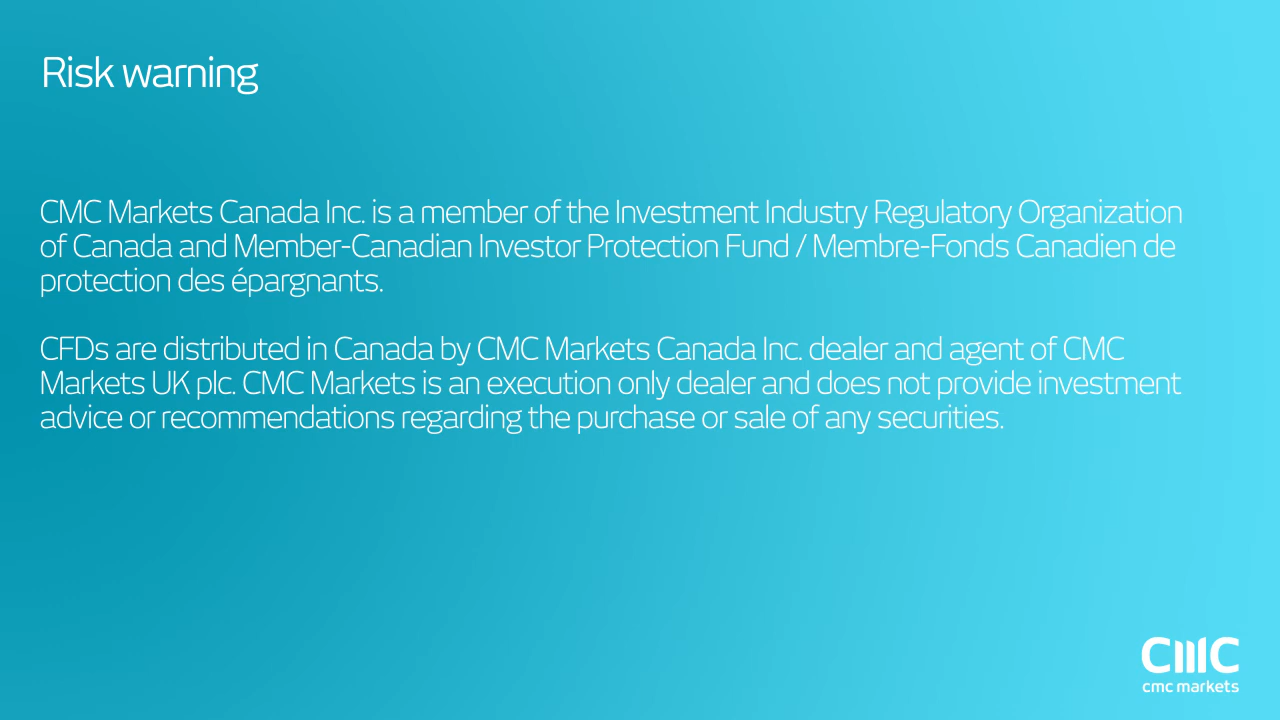 Risk warning
CMC Markets Canada Inc. is a member of the Investment Industry Regulatory Organization
of Canada and Member-Canadian Investor Protection Fund / Membre-Fonds Canadien de
protection des épargnants.
CFDs are distributed in Canada by CMC Markets Canada Inc. dealer and agent of CMC
Markets UK plc. CMC Markets is an execution only dealer and does not provide investment
advice or recommendations regarding the purchase or sale of any securities.
CMC
cmc markets